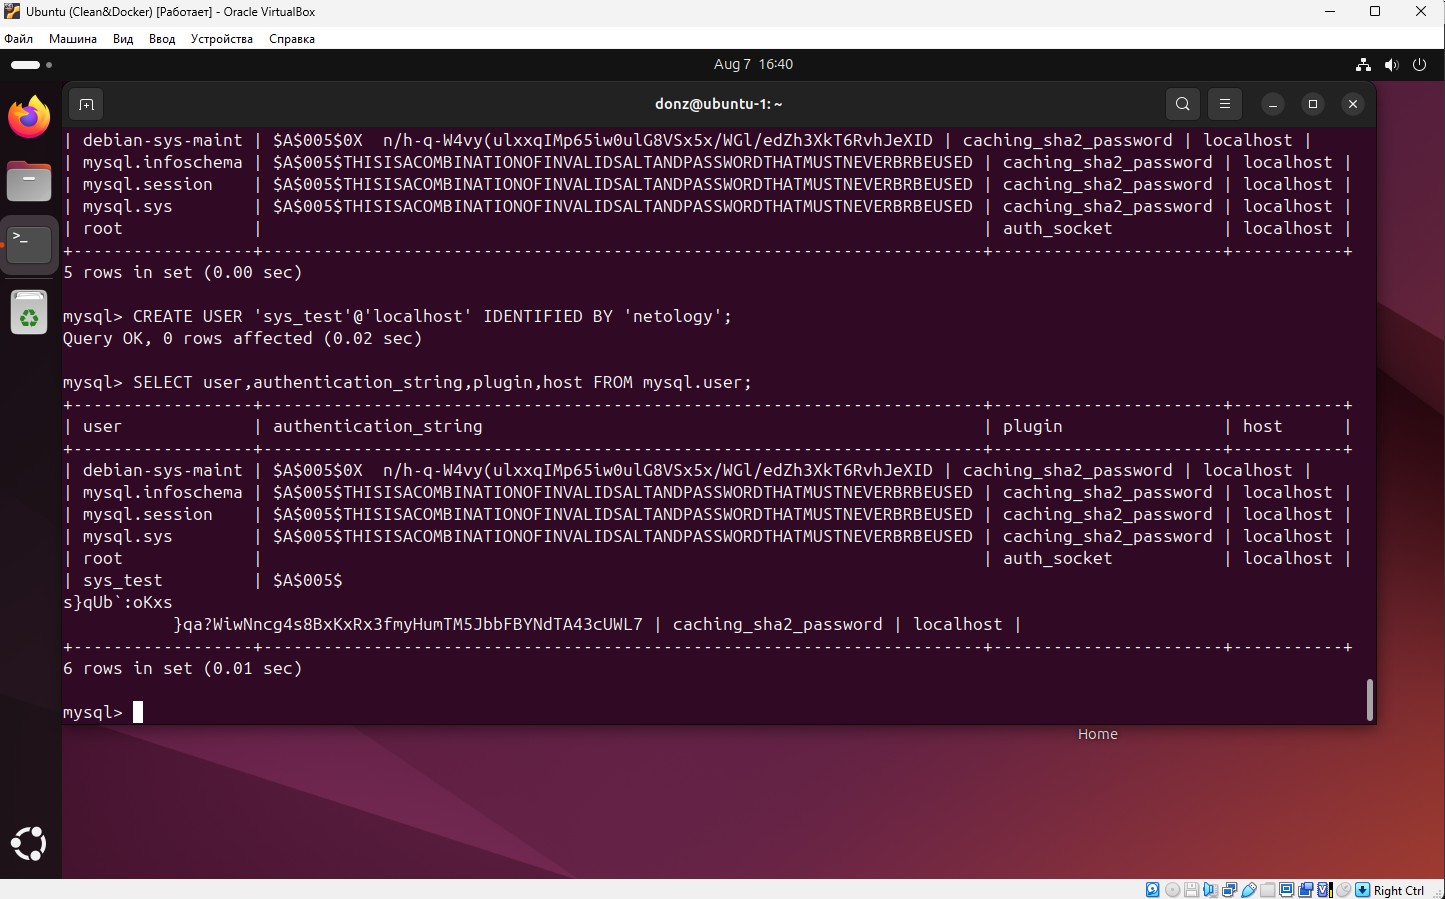 Ubuntu (Clean&Docker) [Работает] - Oracle VirtualBox
Файл Машина Вид Ввод Устройства Справка
Aug 7 16:40
donz@ubuntu-1: ~
| debian-sys-maint | $A$005$0X  n/h-q-W4vy(ulxxqIMp65iw0ulG8VSx5x/WGl/edZh3XkT6RvhJeXID | caching_sha2_password | localhost |
| mysql.infoschema | $A$005$THISISACOMBINATIONOFINVALIDSALTANDPASSWORDTHATMUSTNEVERBRBEUSED | caching_sha2_password | localhost |
| mysql.session    | $A$005$THISISACOMBINATIONOFINVALIDSALTANDPASSWORDTHATMUSTNEVERBRBEUSED | caching_sha2_password | localhost |
| mysql.sys        | $A$005$THISISACOMBINATIONOFINVALIDSALTANDPASSWORDTHATMUSTNEVERBRBEUSED | caching_sha2_password | localhost |
| root             |                                                                        | auth_socket           | localhost |
+------------------+------------------------------------------------------------------------+-----------------------+-----------+
5 rows in set (0.00 sec)
mysql> CREATE USER 'sys_test'@'localhost' IDENTIFIED BY 'netology';
Query OK, 0 rows affected (0.02 sec)
mysql> SELECT user,authentication_string,plugin,host FROM mysql.user;
+------------------+------------------------------------------------------------------------+-----------------------+-----------+
| user             | authentication_string                                                  | plugin                | host      |
+------------------+------------------------------------------------------------------------+-----------------------+-----------+
| debian-sys-maint | $A$005$0X  n/h-q-W4vy(ulxxqIMp65iw0ulG8VSx5x/WGl/edZh3XkT6RvhJeXID | caching_sha2_password | localhost |
| mysql.infoschema | $A$005$THISISACOMBINATIONOFINVALIDSALTANDPASSWORDTHATMUSTNEVERBRBEUSED | caching_sha2_password | localhost |
| mysql.session    | $A$005$THISISACOMBINATIONOFINVALIDSALTANDPASSWORDTHATMUSTNEVERBRBEUSED | caching_sha2_password | localhost |
| mysql.sys        | $A$005$THISISACOMBINATIONOFINVALIDSALTANDPASSWORDTHATMUSTNEVERBRBEUSED | caching_sha2_password | localhost |
| root             |                                                                        | auth_socket           | localhost |
| sys_test         | $A$005$
s}qUb`:oKxs
           }qa?WiwNncg4s8BxKxRx3fmyHumTM5JbbFBYNdTA43cUWL7 | caching_sha2_password | localhost |
+------------------+------------------------------------------------------------------------+-----------------------+-----------+
6 rows in set (0.01 sec)
mysql>
Home
Right Ctrl